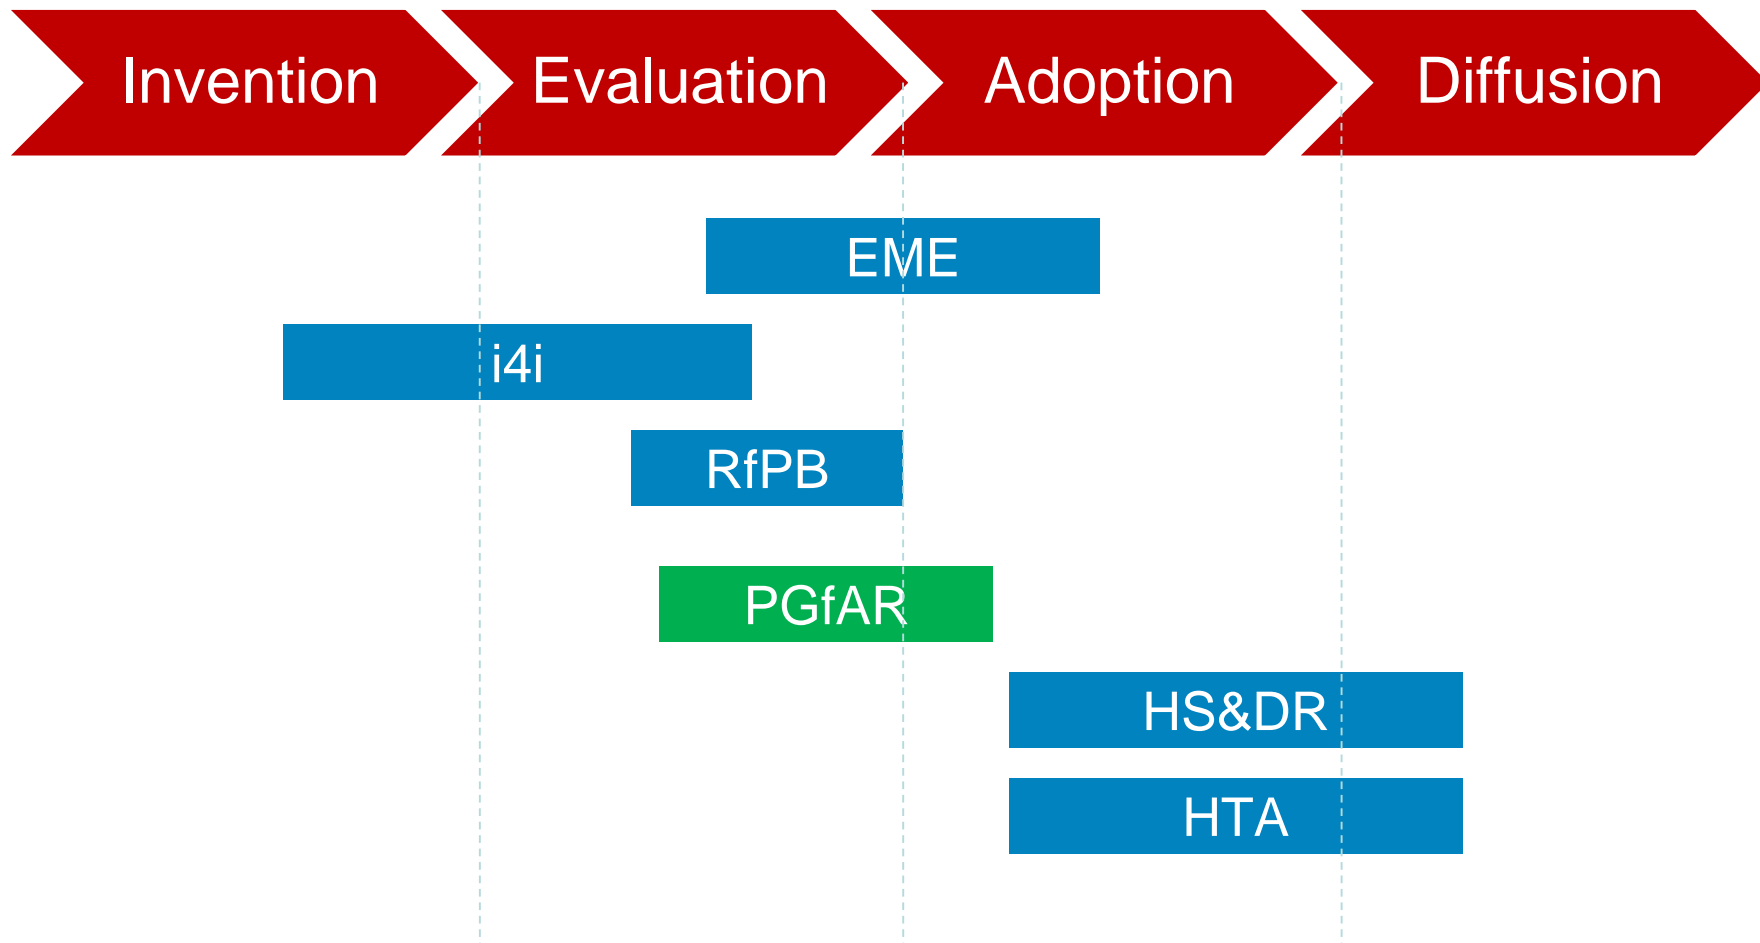 Invention
Evaluation
Adoption
Diffusion
EME
i4i
RfPB
PGfAR
HS&DR
HTA